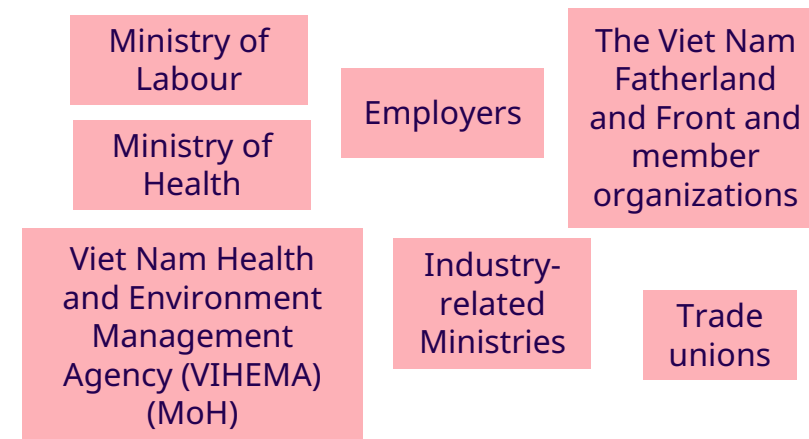 Ministry of
Labour
Ministry of
Health
Employers
The Viet Nam
Fatherland
and Front and
member
organizations
Viet Nam Health
and Environment
Management
Agency (VIHEMA)
(MoH)
Industry-
related
Ministries
Trade
unions